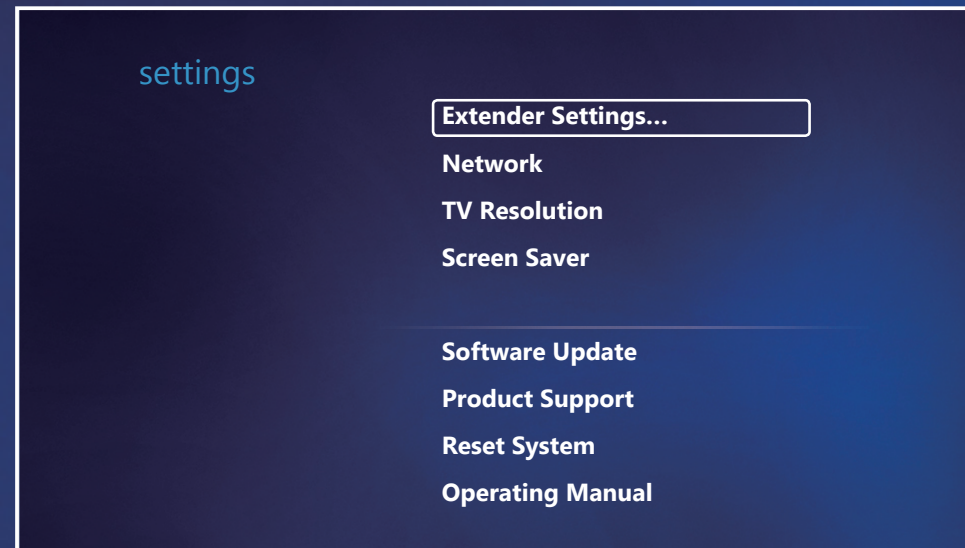 settings
Extender Settings...
Network
TV Resolution
Screen Saver
Software Update
Product Support
Reset System
Operating Manual